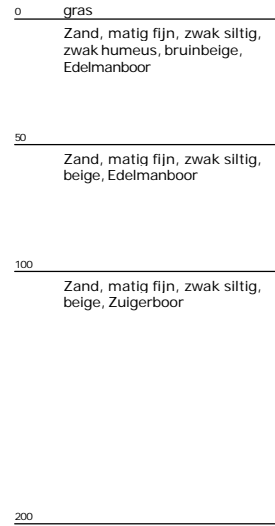 0 gras
Zand, matig fijn, zwak siltig,
zwak humeus, bruinbeige,
Edelmanboor
50
Zand, matig fijn, zwak siltig,
beige, Edelmanboor
100
Zand, matig fijn, zwak siltig,
beige, Zuigerboor
200